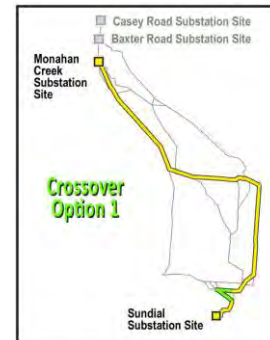 Casey Road Substation Site
Baxter Road Substation Site
Monahan
Creek
Substation
Site
Crossover
Option 1
Sundial
Substation Site